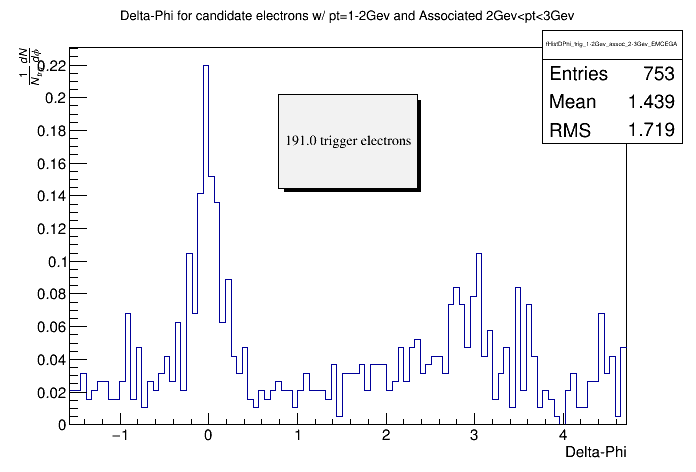 Delta-Phi for candidate electrons w/ pt=1-2Gev and Associated 2Gev<pt<3Gev
fHistDPhi_trig_1-2Gev_assoc_2-3Gev_EMCEGA
Entries 753
Mean 1.439
RMS 1.719
191.0 trigger electrons
1 dN
N dϕ
0.22
0.2
0.18
0.16
0.14
0.12
0.1
0.08
0.06
0.04
0.02
0
−1 0 1 2 3 4
Delta-Phi